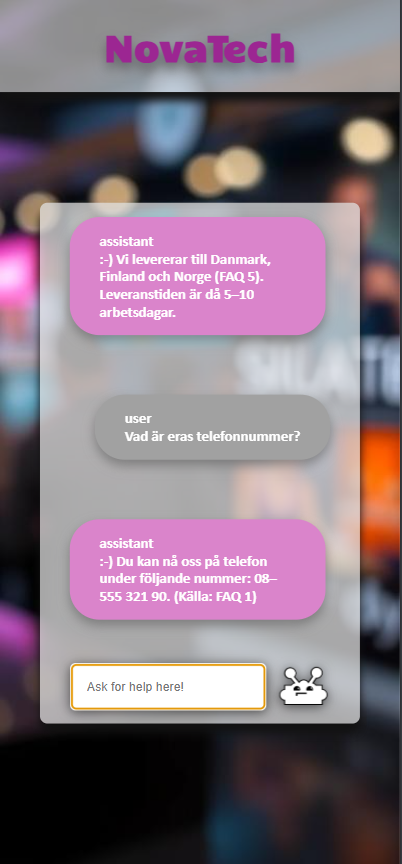 NovaTech
assistant
:-) Vi levererar till Danmark,
Finland och Norge (FAQ 5).
Leveranstiden är då 5–10
arbetsdagar.
user
Vad är eras telefonnummer?
assistant
:-) Du kan nå oss på telefon
under följande nummer: 08–
555 321 90. (Källa: FAQ 1)
Ask for help here!